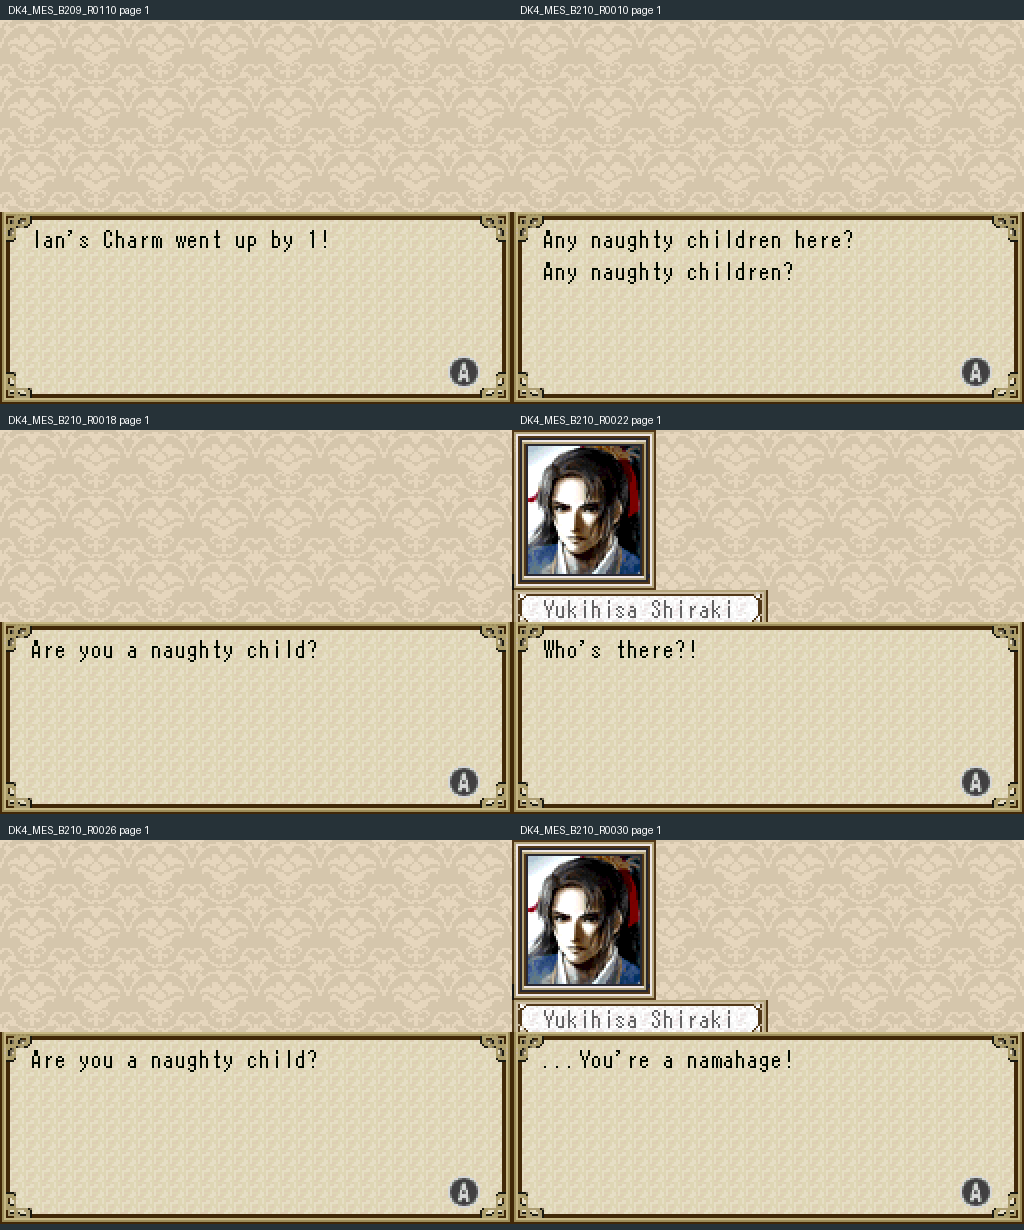 DK4_MES_B209_R0110 page 1
Ian's Charm went up by 1!
A
DK4_MES_B210_R0010 page 1
Any naughty children here?
Any naughty children?
A
DK4_MES_B210_R0018 page 1
Are you a naughty child?
A
DK4_MES_B210_R0022 page 1
Yukihisa Shiraki
Who's there?!
A
DK4_MES_B210_R0026 page 1
Are you a naughty child?
A
DK4_MES_B210_R0030 page 1
Yukihisa Shiraki
...You're a namahage!
A